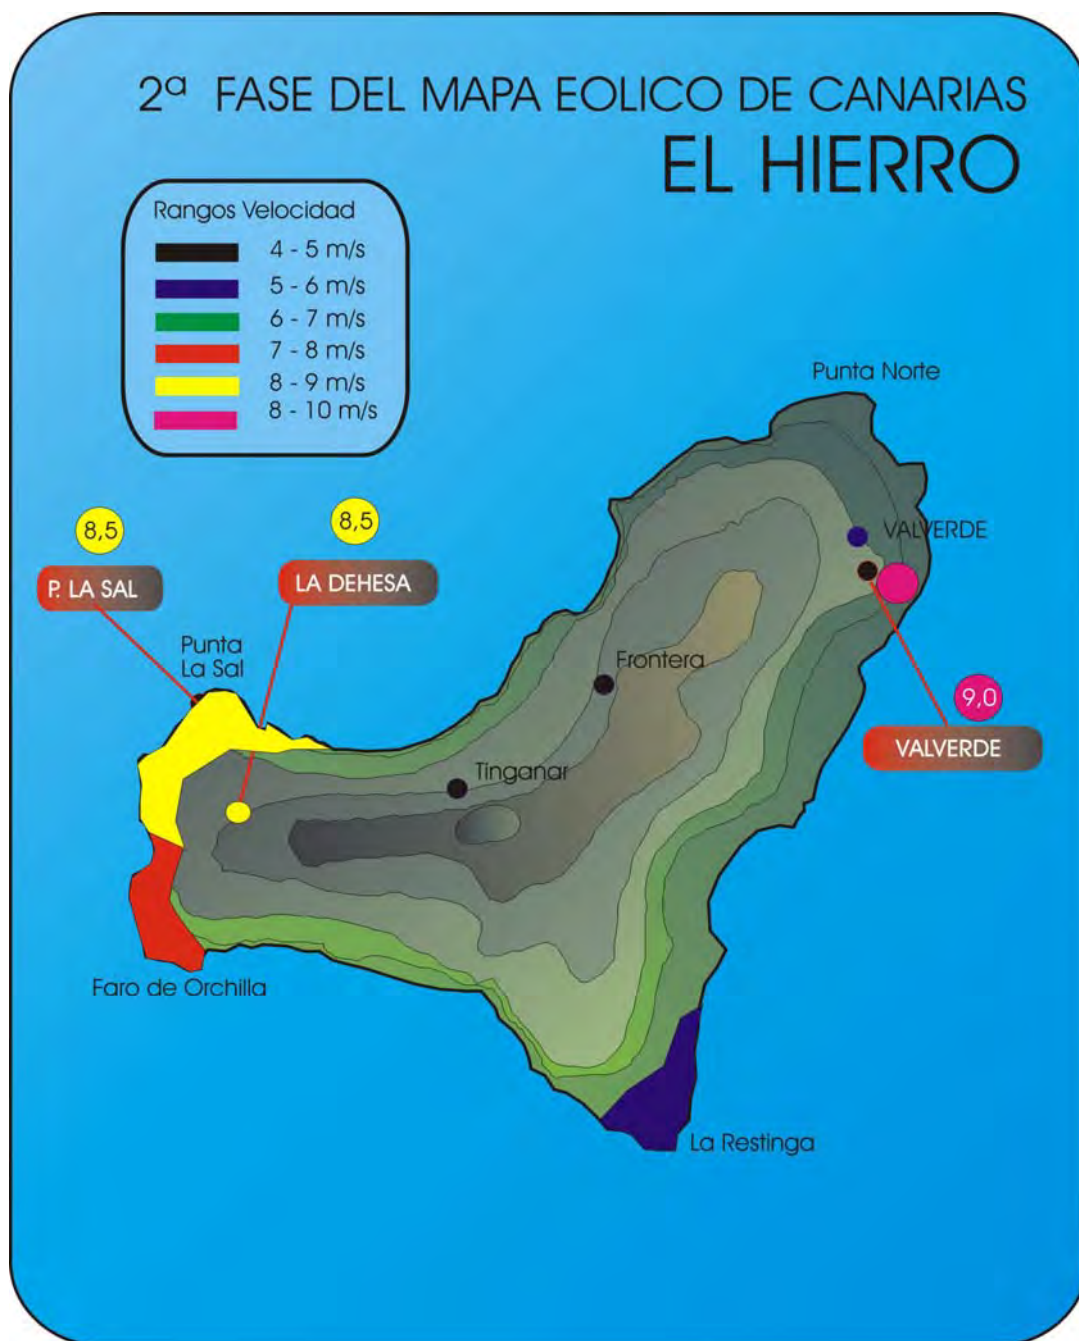 2ª FASE DEL MAPA EOLICO DE CANARIAS
EL HIERRO
Rangos Velocidad
4 - 5 m/s
5 - 6 m/s
6 - 7 m/s
7 - 8 m/s
8 - 9 m/s
8 - 10 m/s
Punta Norte
8,5
8,5
VALVERDE
P. LA SAL
LA DEHESA
Punta
La Sal
Frontera
9,0
VALVERDE
Tinganar
Faro de Orchilla
La Restinga